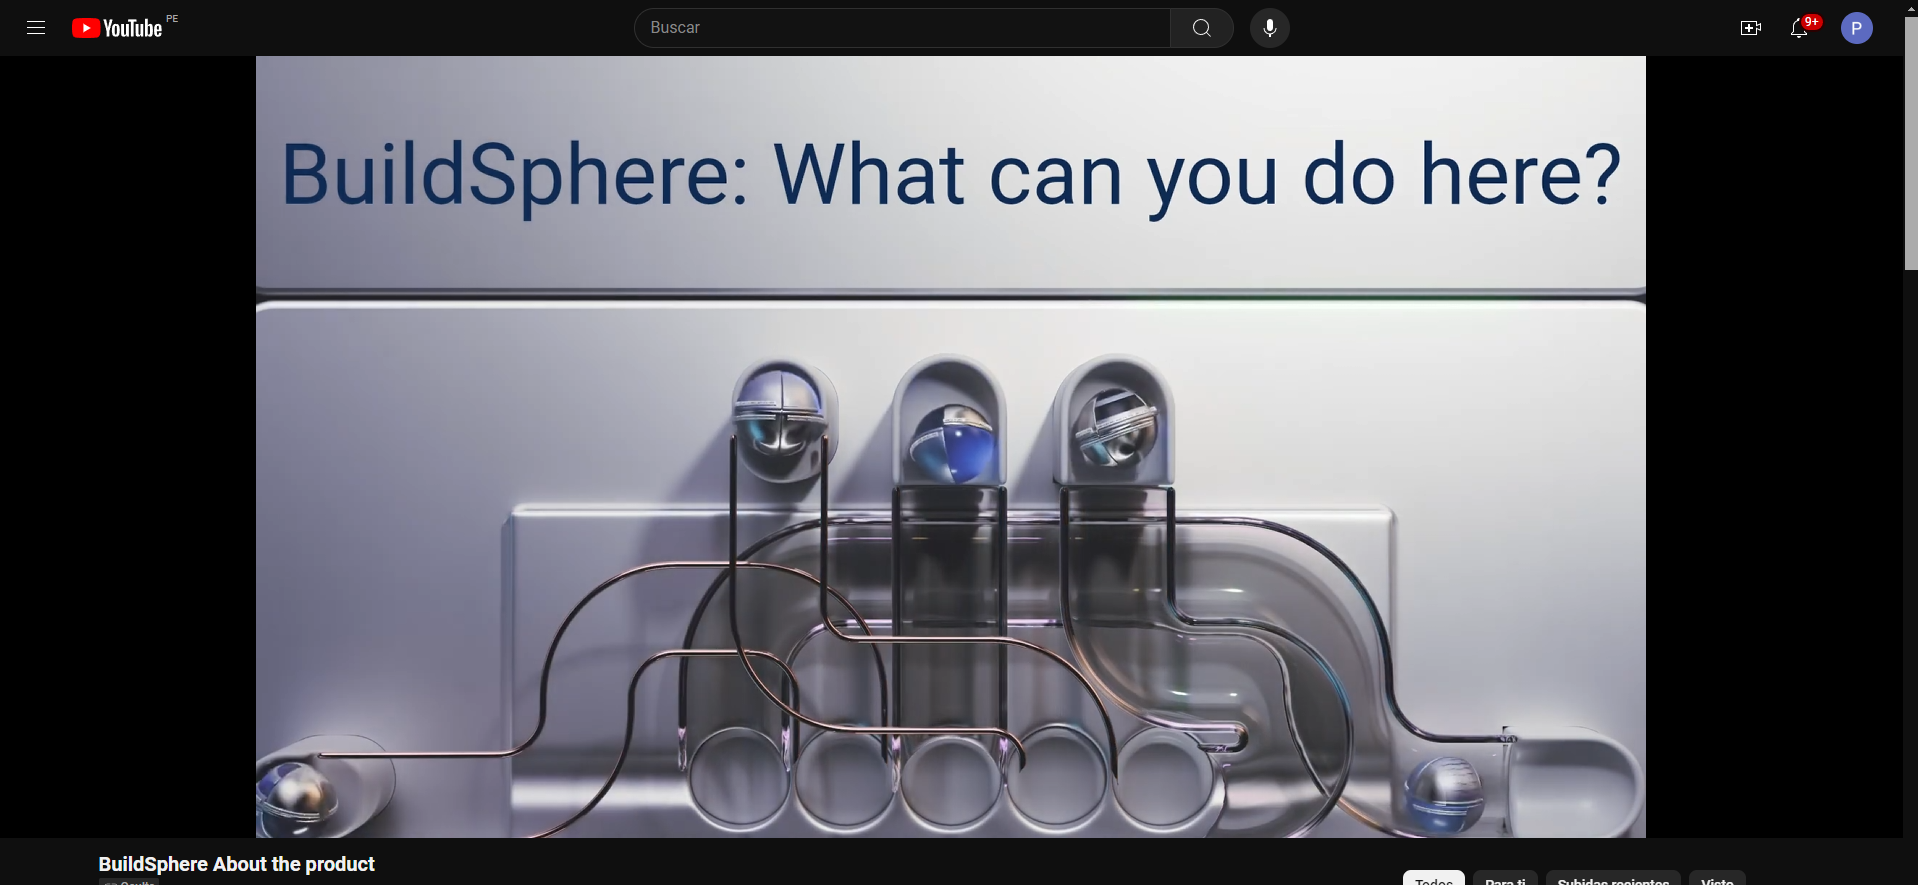 YouTube PE
Buscar
9+
P
BuildSphere: What can you do here?
BuildSphere About the product
Oculto
Todos
Para ti
Subidas recientes
Visto